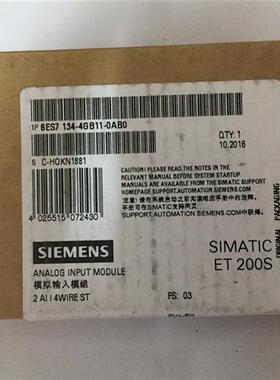 1P 6ES7 134-4GB11-0AB0
QTY: 1
10.2016
S C-H0KN1881
CAUTION! PLEASE READ THE NOTES IN THE
RELEVANT MANUAL BEFORE SYSTEM STARTUP
MANUALS ARE AVAILABLE FROM THE SIMATIC SUPPORT
HOMEPAGE SUPPORT.AUTOMATION.SIEMENS.COM
SUPPORT.AUTOMATION.SIEMENS.COM/
4 025515 072430
SIEMENS
SIMATIC
ET 200S
ANALOG INPUT MODULE
模拟输入模组
2 AI I 4WIRE ST
FS: 03
ORIGINAL